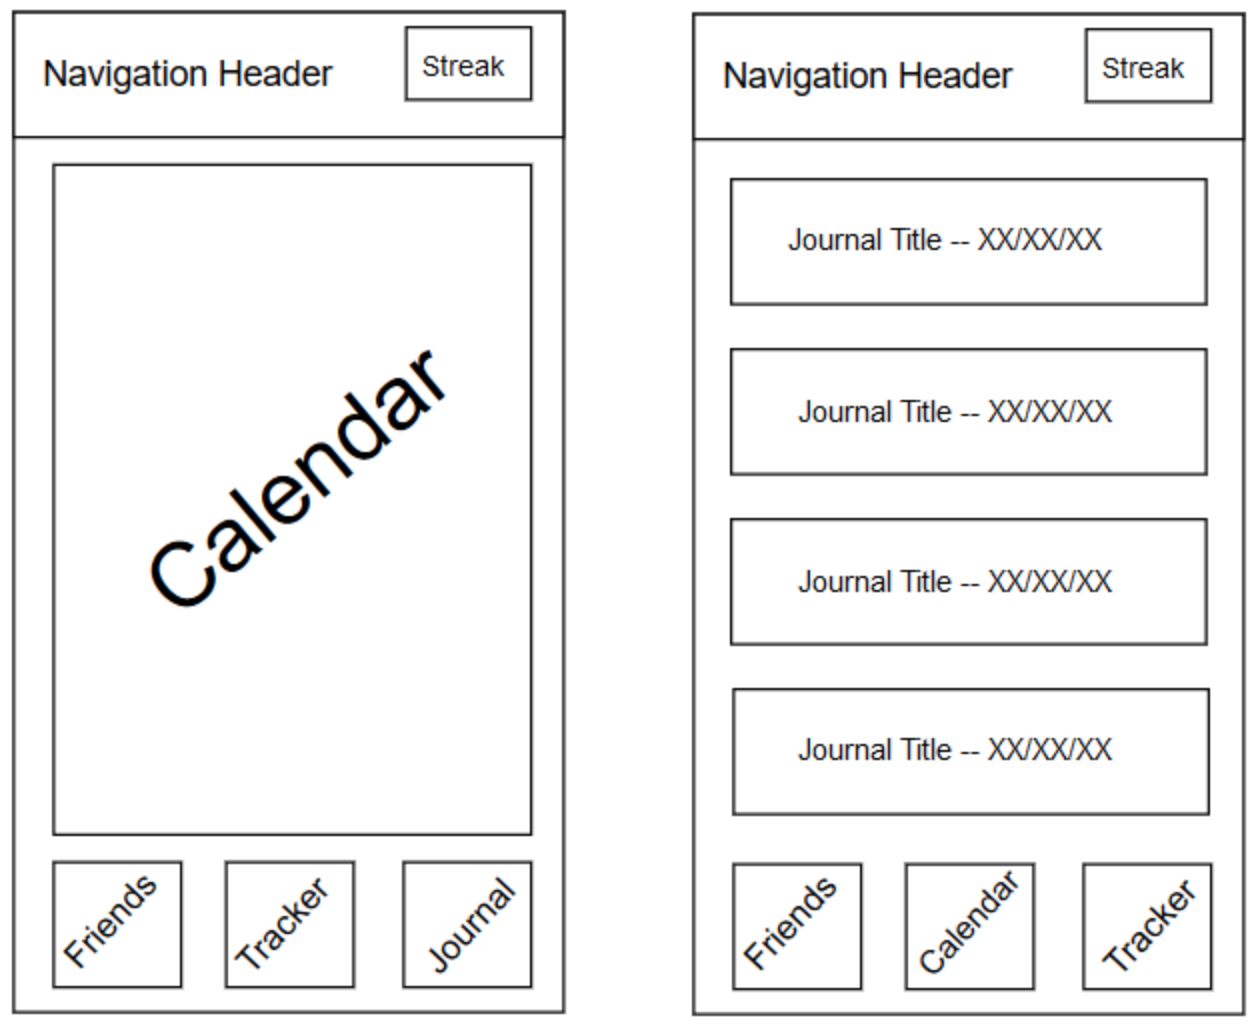 Navigation Header
Streak
Calendar
Friends
Tracker
Journal
Navigation Header
Streak
Journal Title -- XX/XX/XX
Journal Title -- XX/XX/XX
Journal Title -- XX/XX/XX
Journal Title -- XX/XX/XX
Friends
Calendar
Tracker